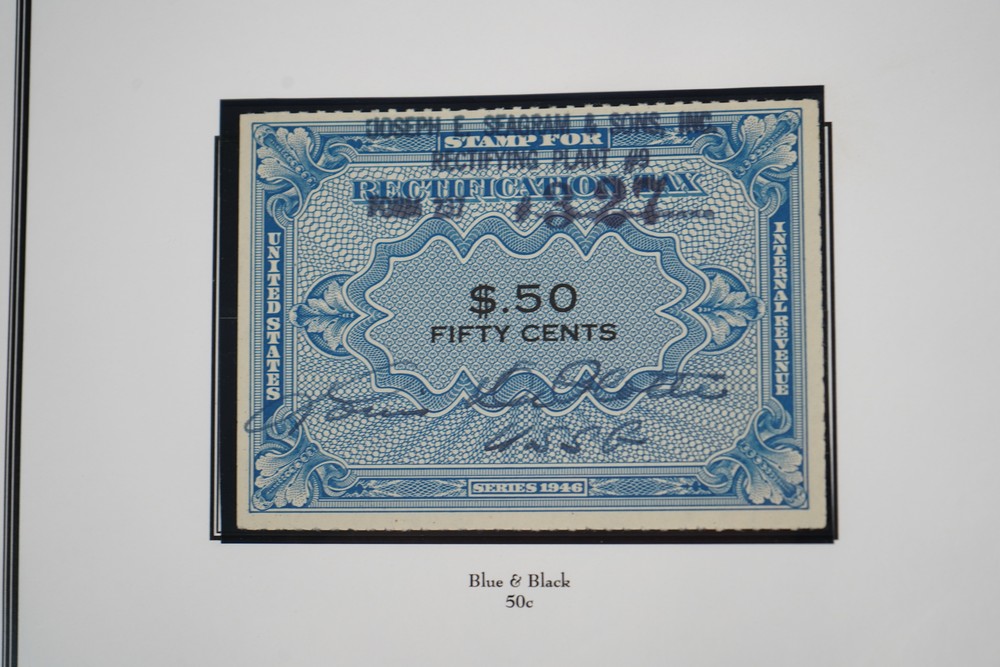 JOSEPH E. SEAGRAM & SONS, INC
STAMP FOR
RECTIFYING PLANT #9
RECTIFICATION TAX
FORM 237 # 327
UNITED STATES
INTERNAL REVENUE
$.50
FIFTY CENTS
SERIES 1946
Blue & Black
50c